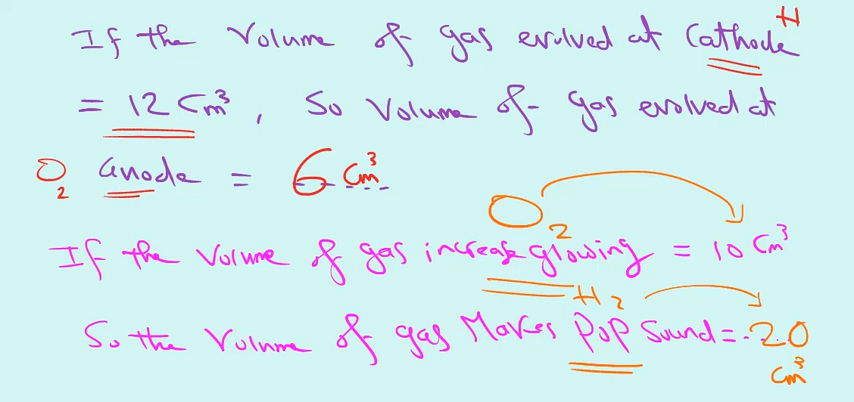 If the Volume of gas evolved at Cathode H
= 12 Cm³, So Volume of gas evolved at
O₂ anode = 6 Cm³
O₂
If the Volume of gas increase glowing = 10 Cm³
H₂
So the Volume of gas Makes PoP Sound = 20
Cm³